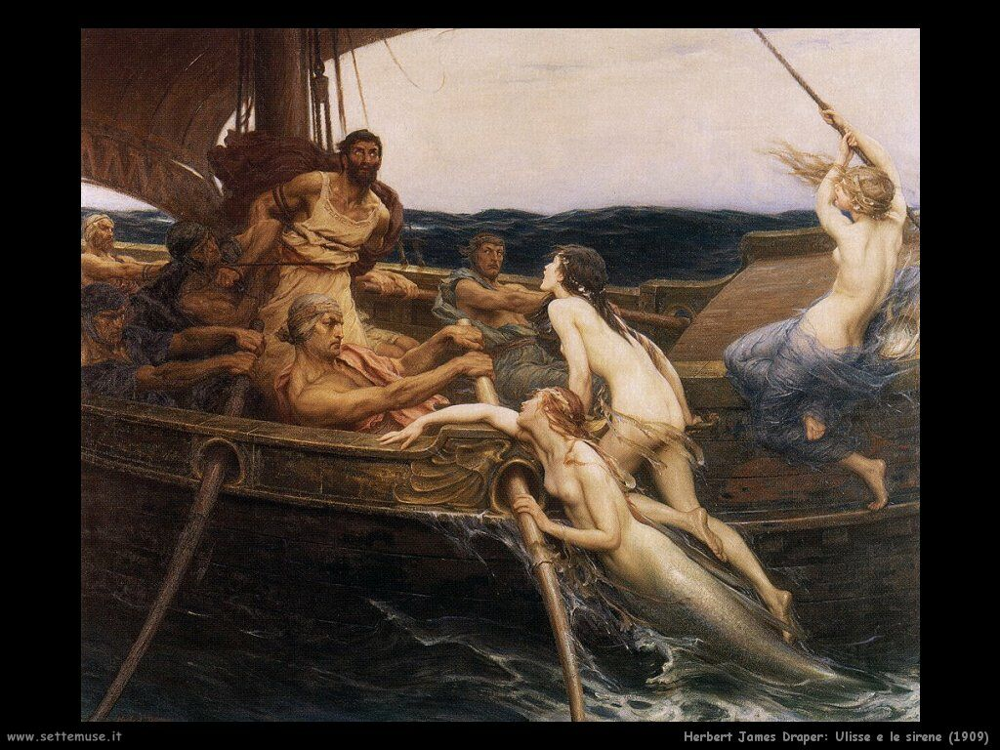 www.settemuse.it
Herbert James Draper: Ulisse e le sirene (1909)